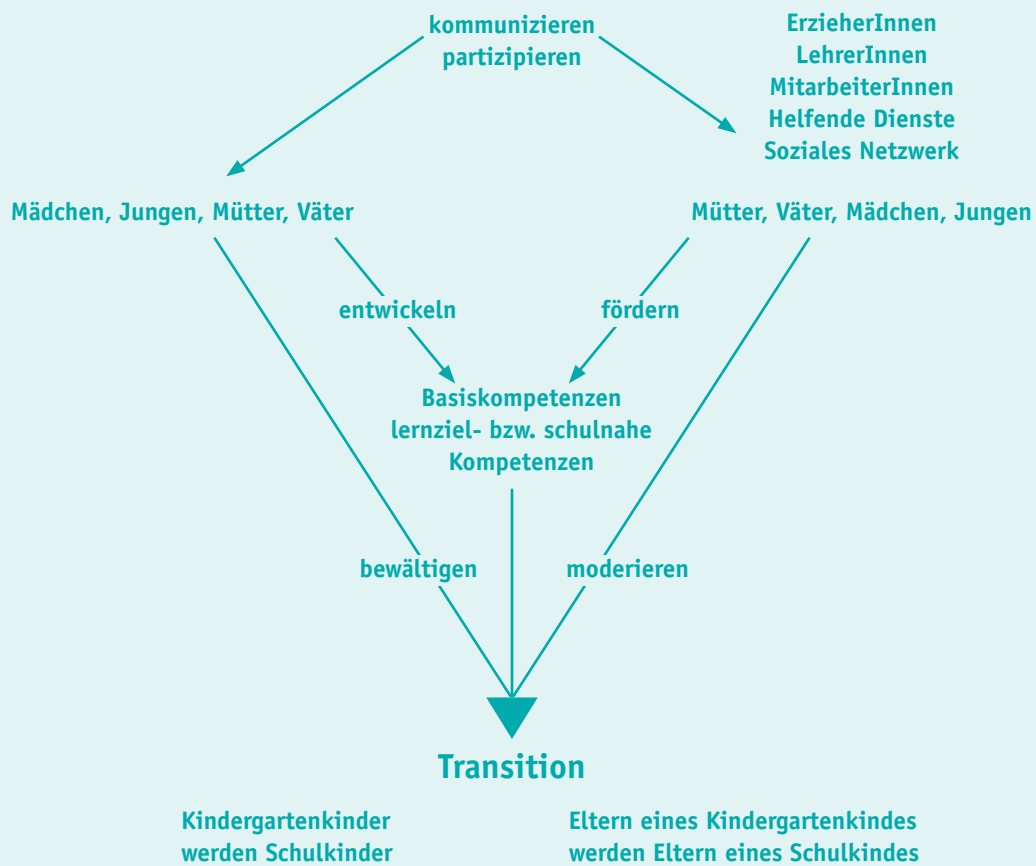 kommunizieren
partizipieren
ErzieherInnen
LehrerInnen
MitarbeiterInnen
Helfende Dienste
Soziales Netzwerk
Mädchen, Jungen, Mütter, Väter
Mütter, Väter, Mädchen, Jungen
entwickeln
fördern
Basiskompetenzen
lernziel- bzw. schulnahe
Kompetenzen
bewältigen
moderieren
Transition
Kindergartenkinder
werden Schulkinder
Eltern eines Kindergartenkindes
werden Eltern eines Schulkindes